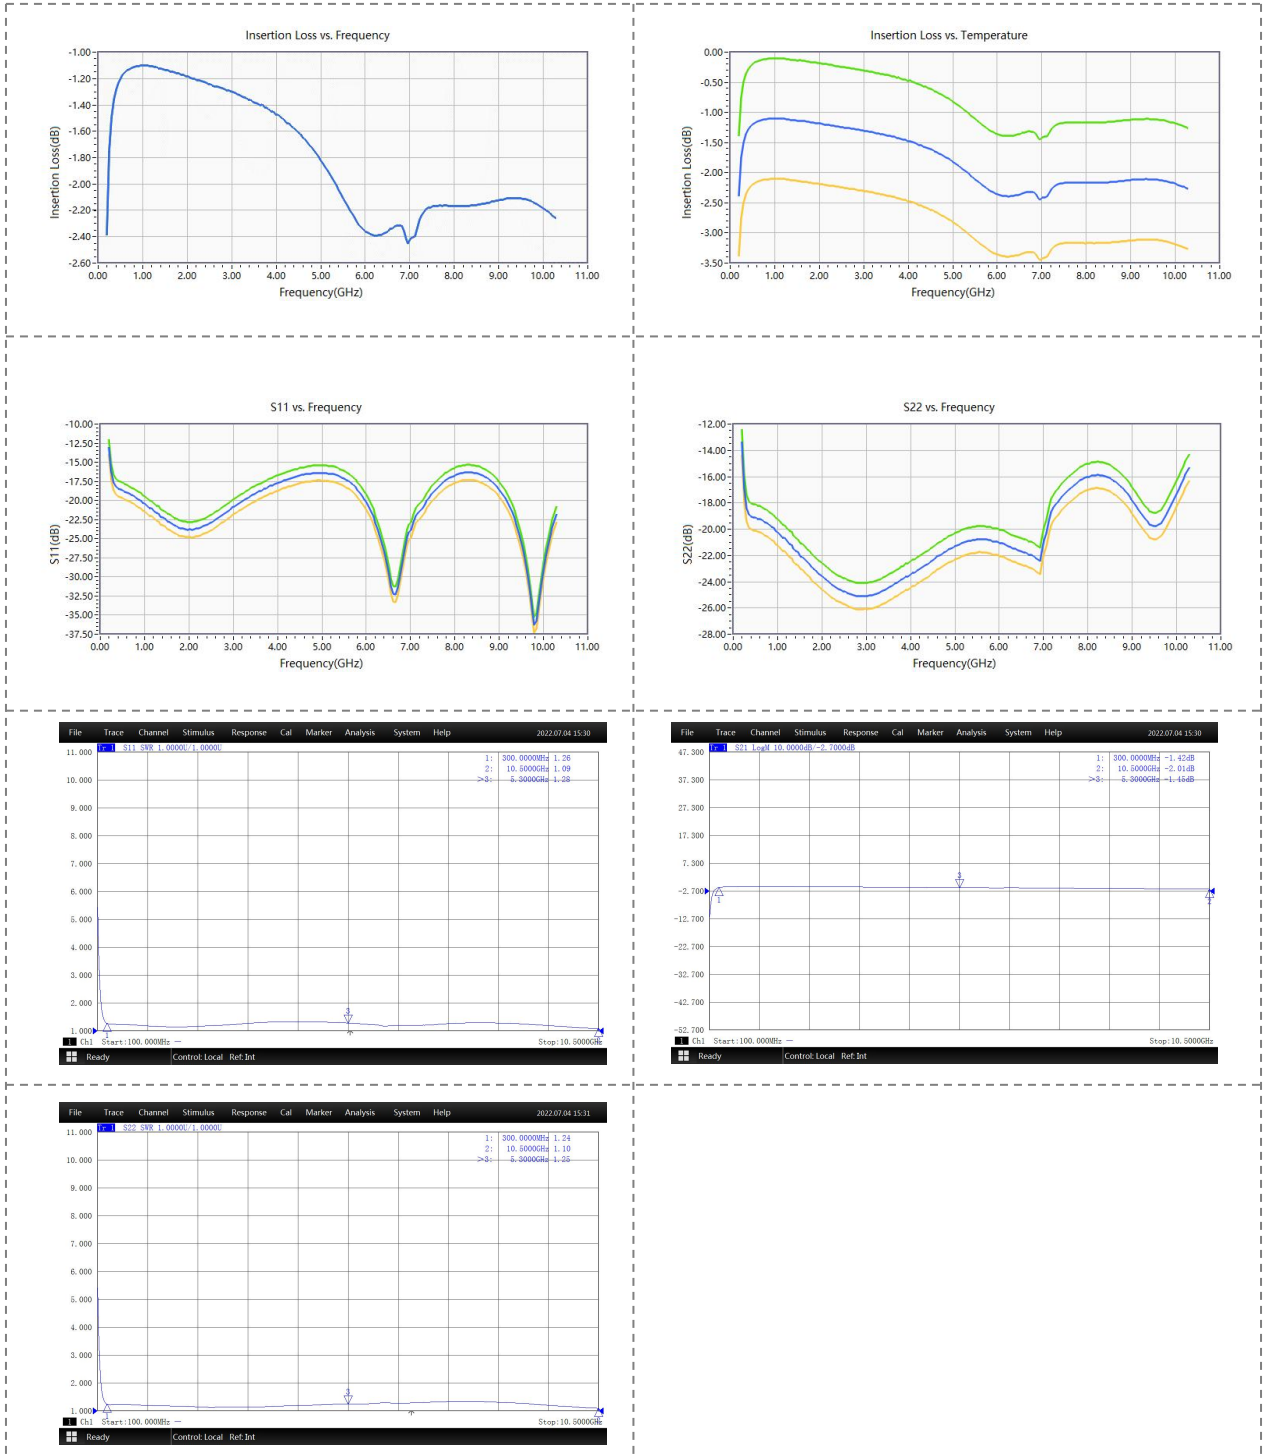 Insertion Loss vs. Frequency
-1.00
-1.20
-1.40
-1.60
-1.80
-2.00
-2.20
-2.40
-2.60
Insertion Loss(dB)
0.00 1.00 2.00 3.00 4.00 5.00 6.00 7.00 8.00 9.00 10.00 11.00
Frequency(GHz)
Insertion Loss vs. Temperature
0.00
-0.50
-1.00
-1.50
-2.00
-2.50
-3.00
-3.50
Insertion Loss(dB)
0.00 1.00 2.00 3.00 4.00 5.00 6.00 7.00 8.00 9.00 10.00 11.00
Frequency(GHz)
S11 vs. Frequency
-10.00
-12.50
-15.00
-17.50
-20.00
-22.50
-25.00
-27.50
-30.00
-32.50
-35.00
-37.50
S11(dB)
0.00 1.00 2.00 3.00 4.00 5.00 6.00 7.00 8.00 9.00 10.00 11.00
Frequency(GHz)
S22 vs. Frequency
-12.00
-14.00
-16.00
-18.00
-20.00
-22.00
-24.00
-26.00
-28.00
S22(dB)
0.00 1.00 2.00 3.00 4.00 5.00 6.00 7.00 8.00 9.00 10.00 11.00
Frequency(GHz)
File Trace Channel Stimulus Response Cal Marker Analysis System Help 2022.07.04 15:30
Tr 1 S11 SWR 1.0000U/1.0000U
11.000
10.000
9.000
8.000
7.000
6.000
5.000
4.000
3.000
2.000
1.000
1: 300.0000MHz 1.26
2: 10.5000GHz 1.09
>3: 5.3000GHz 1.28
3
1
2
1 Ch1 Start:100.000MHz — Stop:10.5000GHz
Ready Control: Local Ref: Int
File Trace Channel Stimulus Response Cal Marker Analysis System Help 2022.07.04 15:30
Tr 1 S21 LogM 10.0000dB/-2.7000dB
47.300
37.300
27.300
17.300
7.300
-2.700
-12.700
-22.700
-32.700
-42.700
-52.700
1: 300.0000MHz -1.42dB
2: 10.5000GHz -2.01dB
>3: 5.3000GHz -1.45dB
3
1
2
1 Ch1 Start:100.000MHz — Stop:10.5000GHz
Ready Control: Local Ref: Int
File Trace Channel Stimulus Response Cal Marker Analysis System Help 2022.07.04 15:31
Tr 1 S22 SWR 1.0000U/1.0000U
11.000
10.000
9.000
8.000
7.000
6.000
5.000
4.000
3.000
2.000
1.000
1: 300.0000MHz 1.24
2: 10.5000GHz 1.10
>3: 5.3000GHz 1.25
3
1
2
1 Ch1 Start:100.000MHz — Stop:10.5000GHz
Ready Control: Local Ref: Int